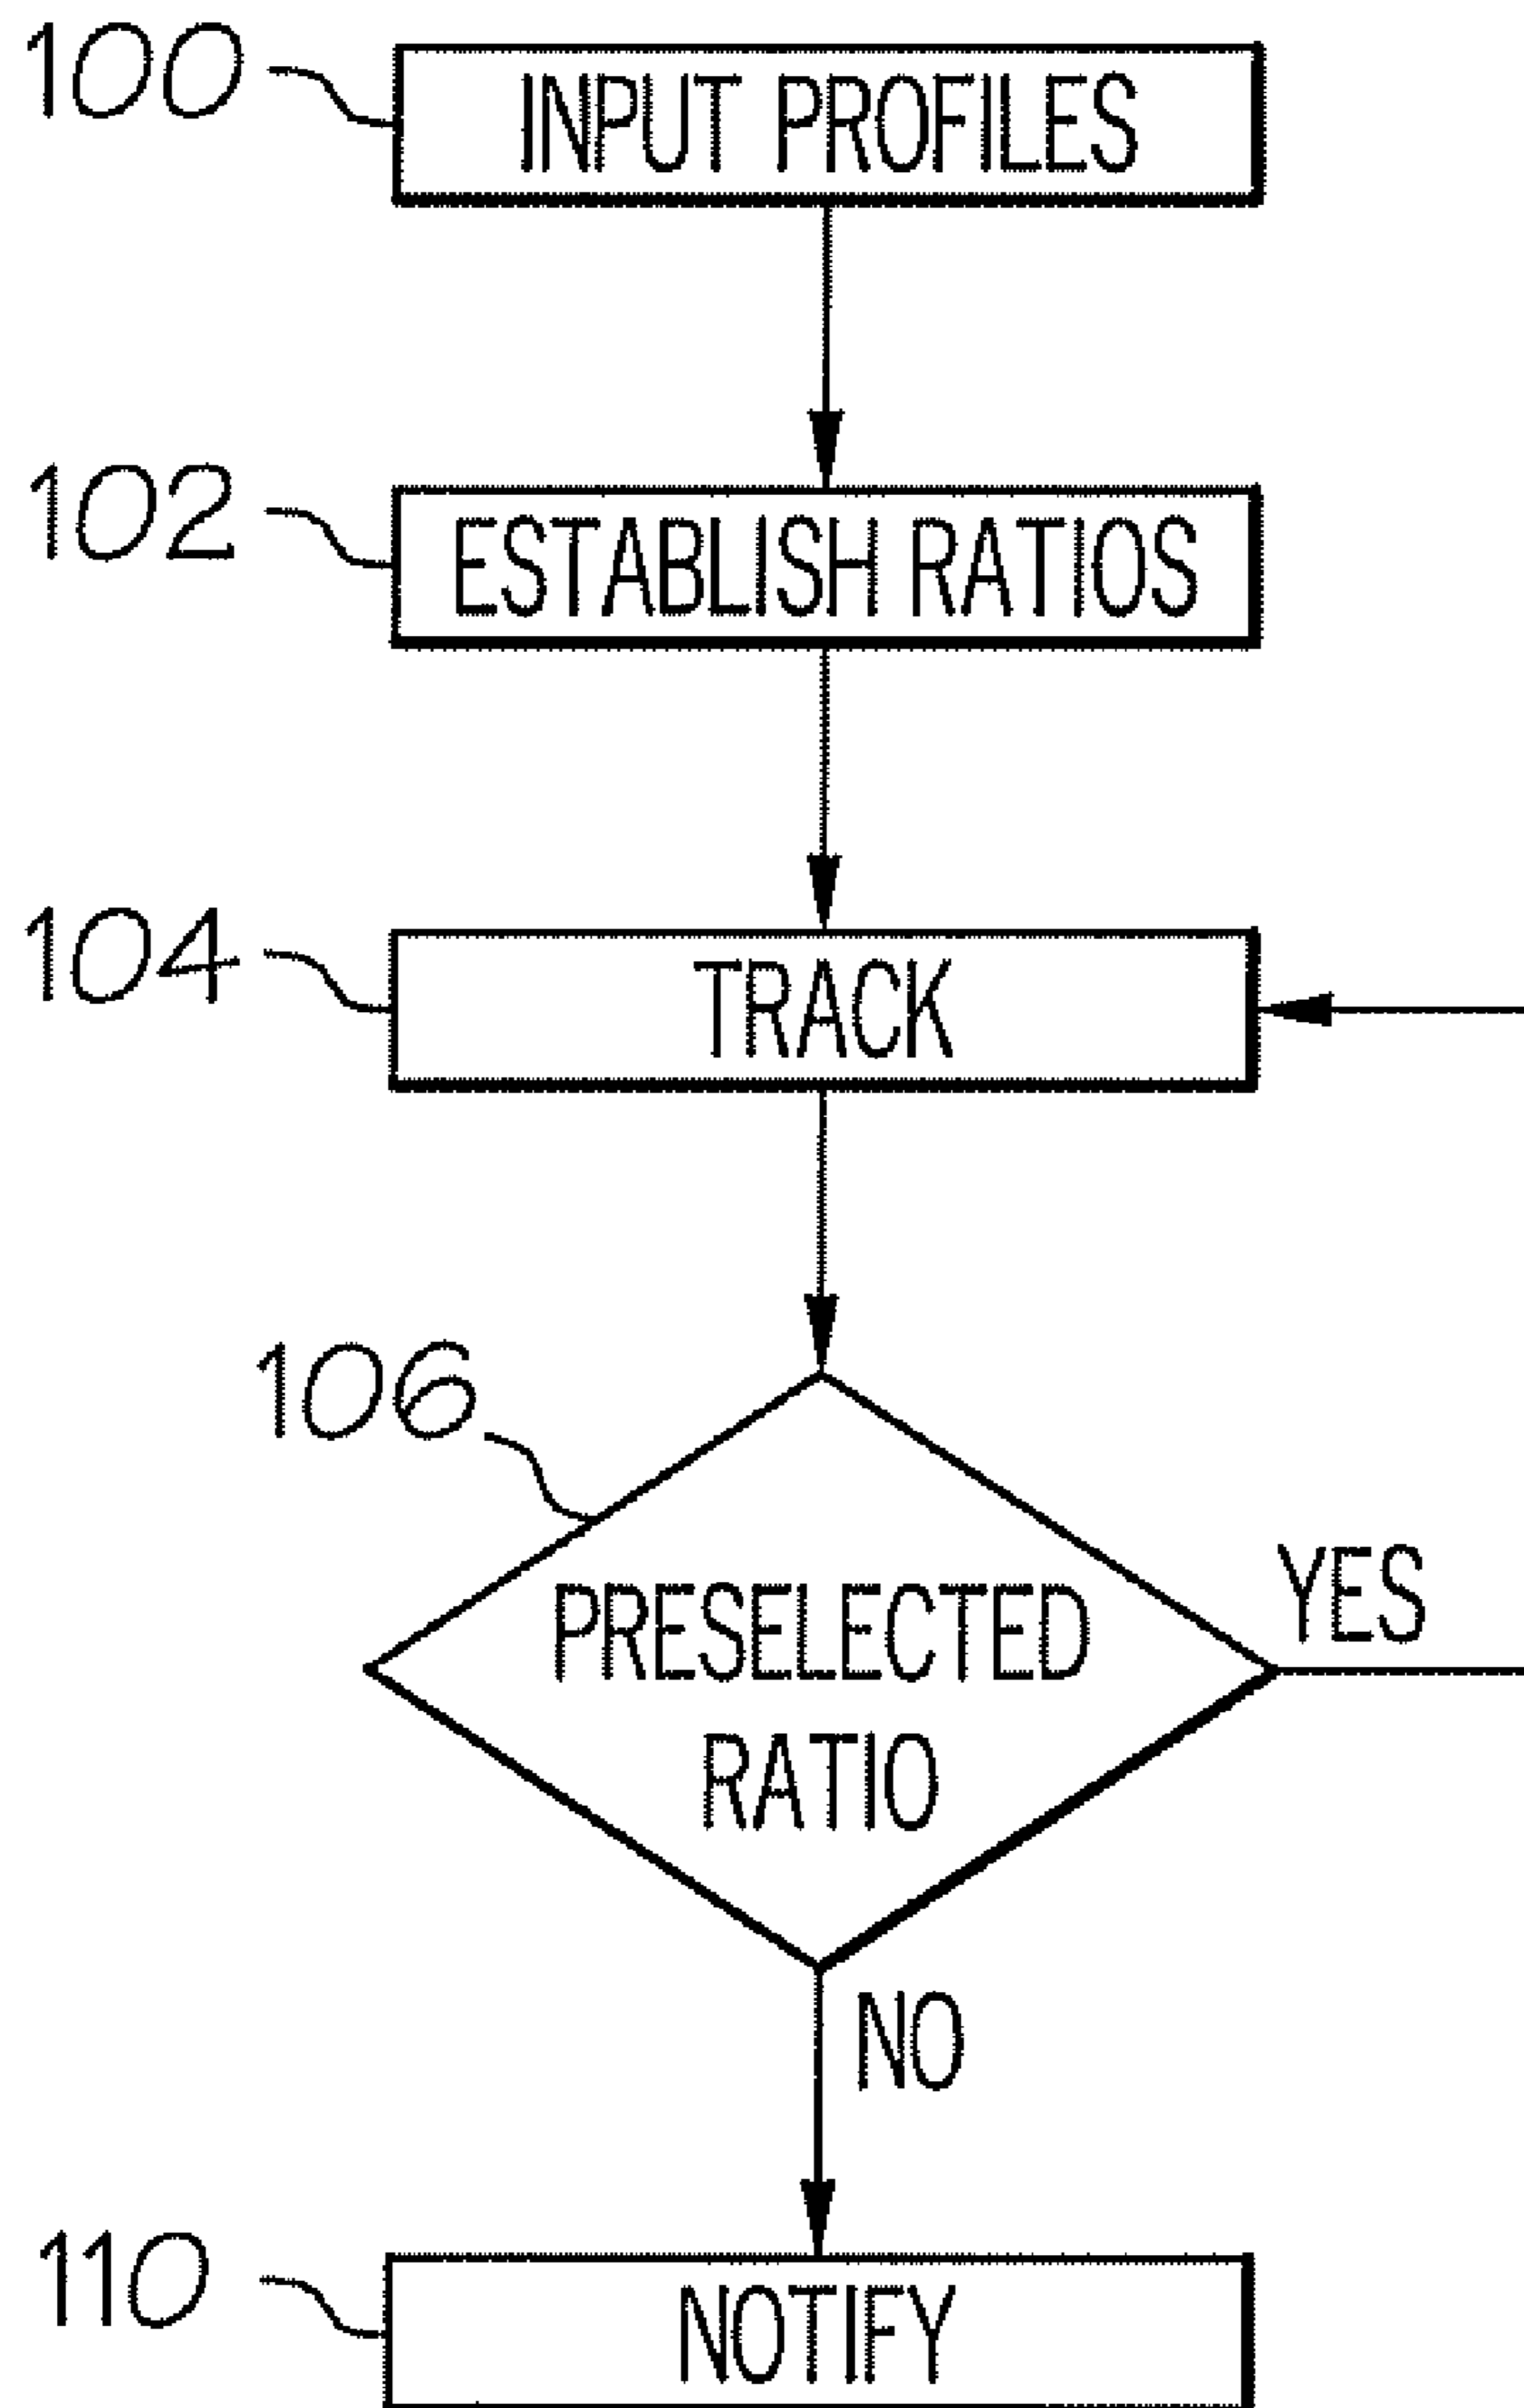 100
INPUT PROFILES
102
ESTABLISH RATIOS
104
TRACK
106
PRESELECTED
RATIO
YES
NO
110
NOTIFY